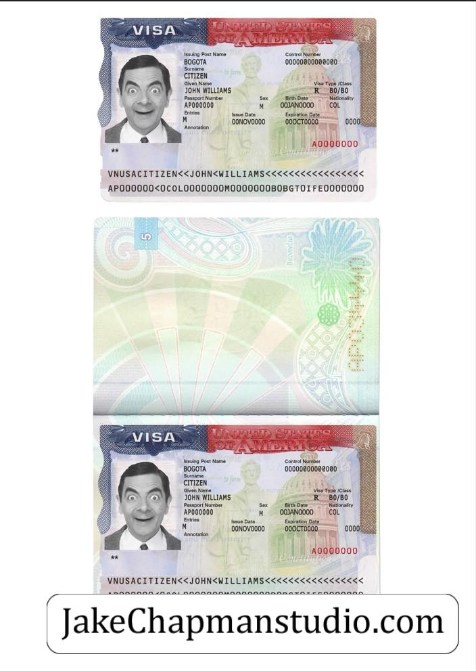 VISA
UNITED STATES
OF AMERICA
Issuing Post Name
Control Number
BOGOTA
00000000000000
Surname
CITIZEN
Given Name
Visa Type /Class
JOHN WILLIAMS
R B0/B0
Passport Number
Sex
Birth Date
Nationality
AP000000
M
00JAN0000
COL
Entries
Issue Date
Expiration Date
M
00NOV0000
00OCT0000
0000
Annotation
A0000000
**
VNUSACITIZEN<<JOHN<WILLIAMS<<<<<<<<<<<<<<<<<<
5
VISA
UNITED STATES
OF AMERICA
Issuing Post Name
Control Number
BOGOTA
00000000000000
Surname
CITIZEN
Given Name
Visa Type /Class
JOHN WILLIAMS
R B0/B0
Passport Number
Sex
Birth Date
Nationality
AP000000
M
00JAN0000
COL
Entries
Issue Date
Expiration Date
M
00NOV0000
00OCT0000
0000
Annotation
A0000000
**
VNUSACITIZEN<<JOHN<WILLIAMS<<<<<<<<<<<<<<<<<<
JakeChapmanstudio.com